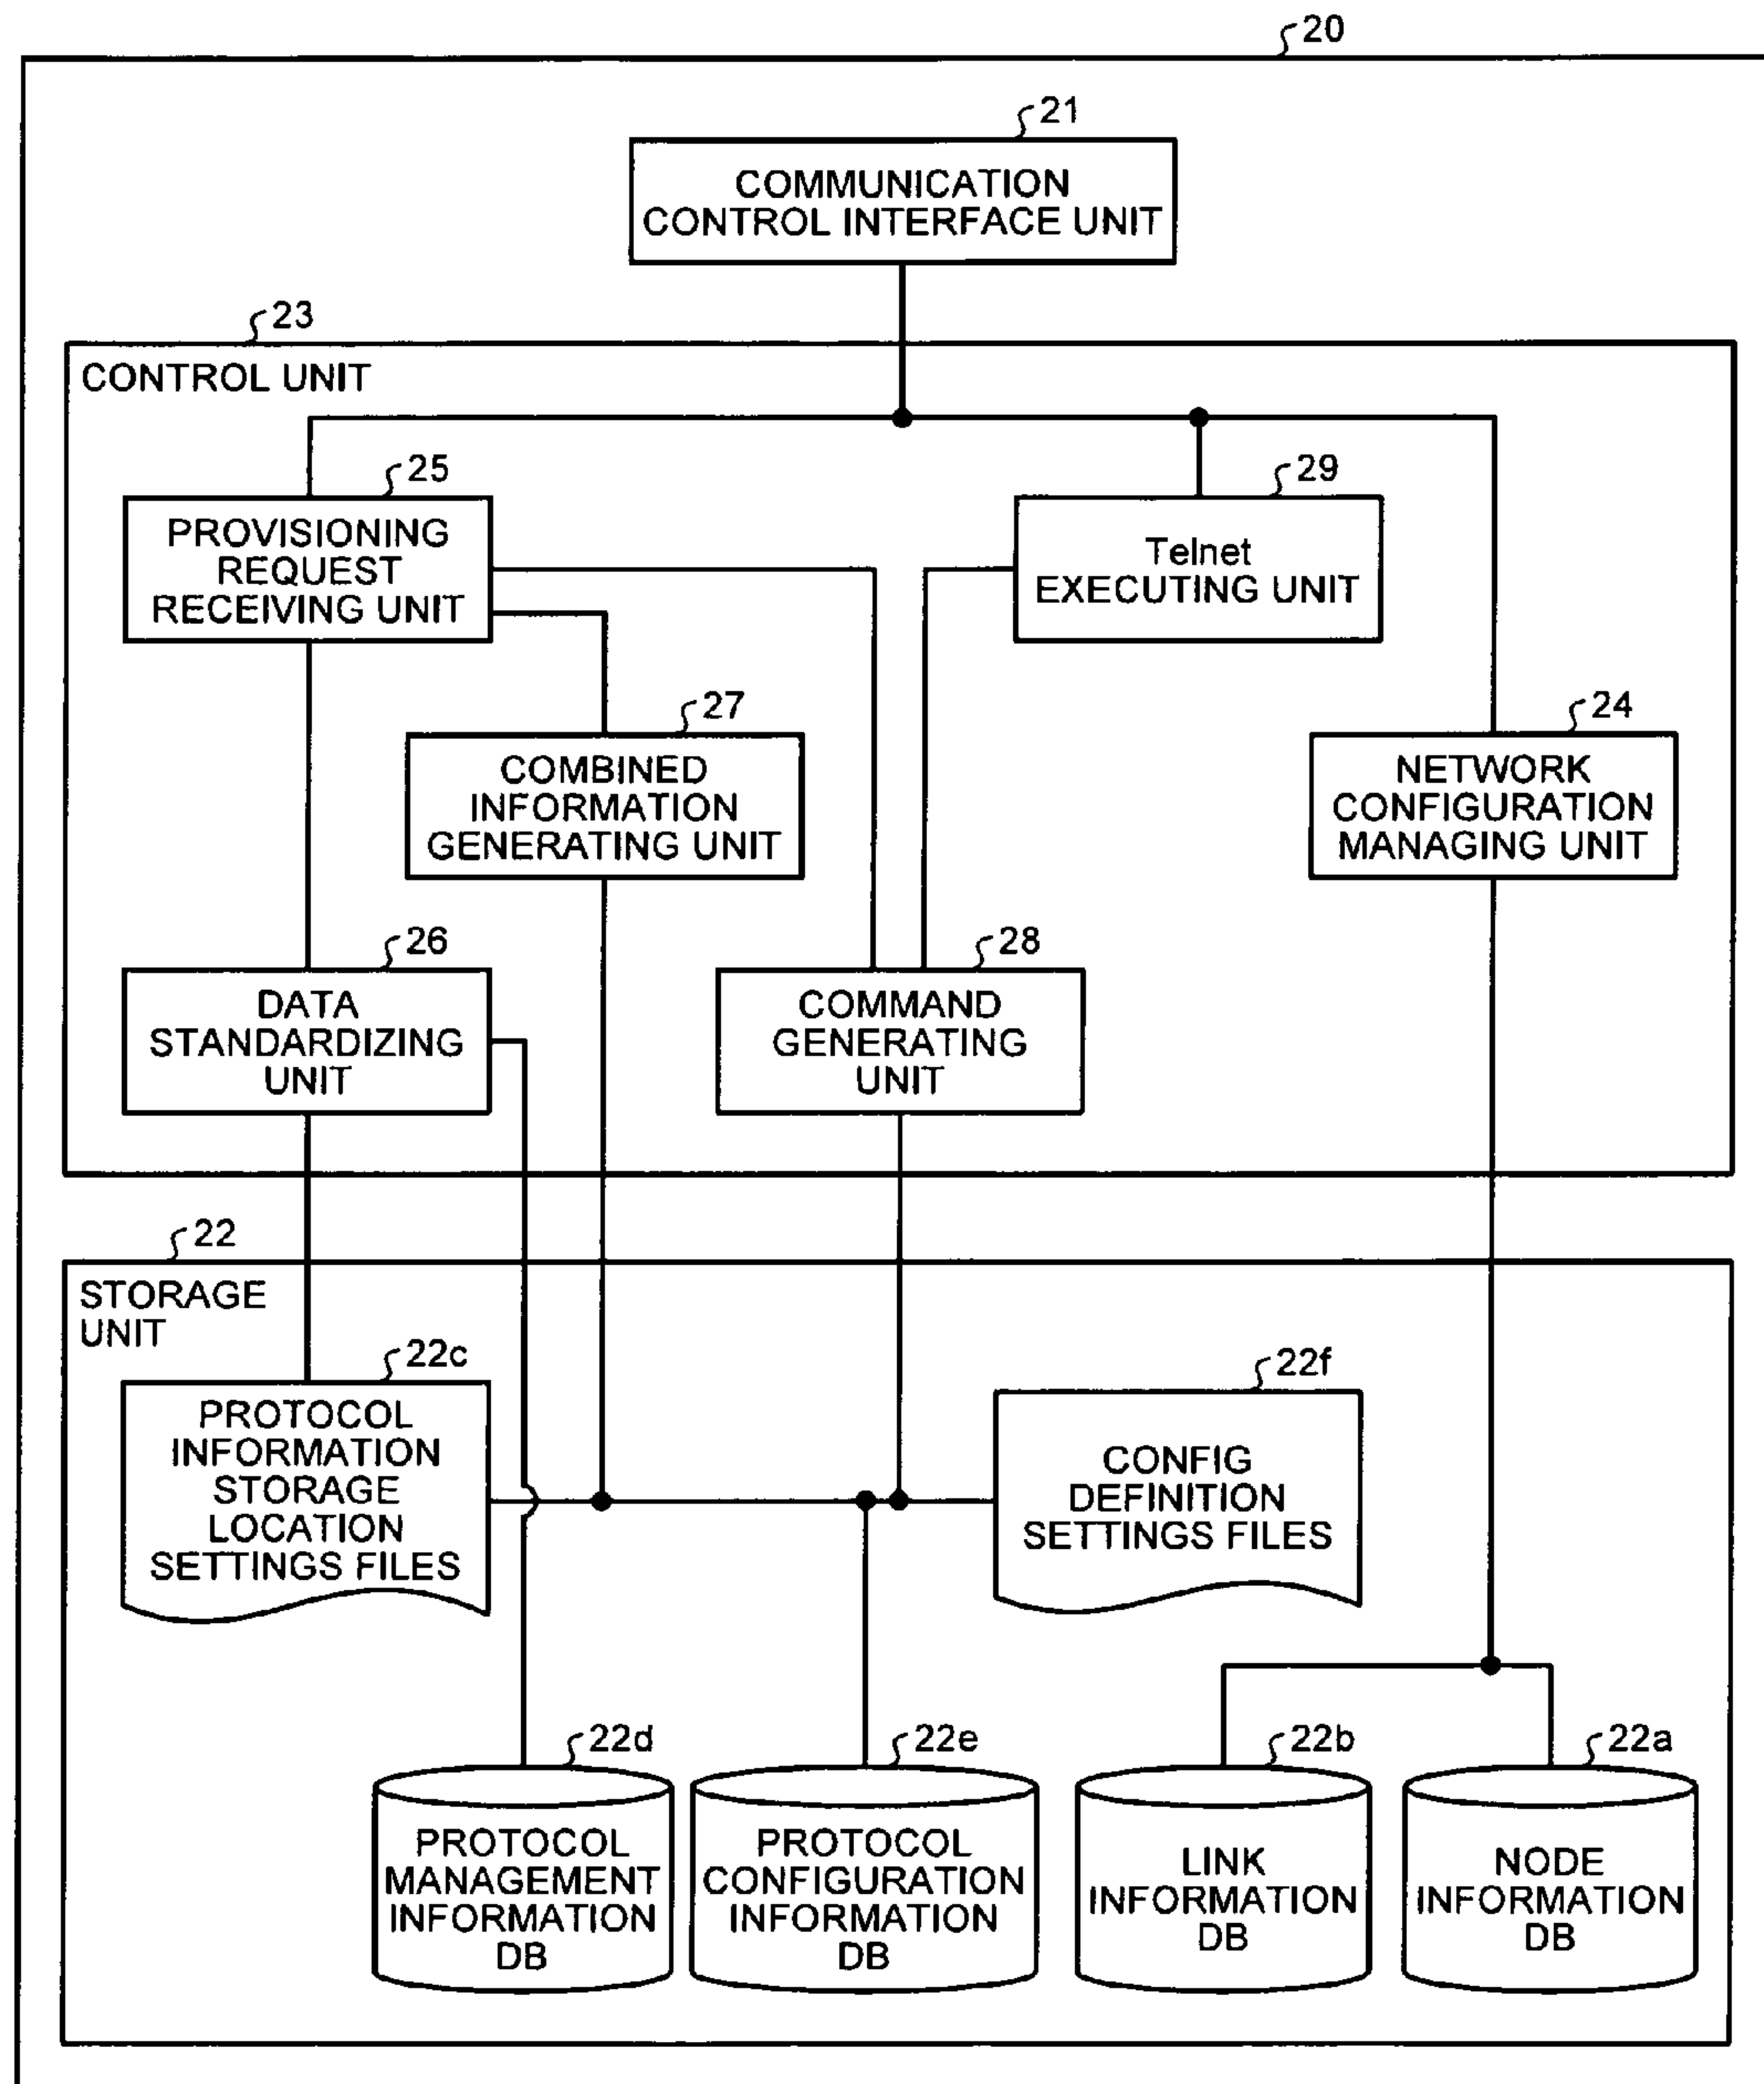 20
21
COMMUNICATION
CONTROL INTERFACE UNIT
23
CONTROL UNIT
25
PROVISIONING
REQUEST
RECEIVING UNIT
29
Telnet
EXECUTING UNIT
27
COMBINED
INFORMATION
GENERATING UNIT
24
NETWORK
CONFIGURATION
MANAGING UNIT
26
DATA
STANDARDIZING
UNIT
28
COMMAND
GENERATING
UNIT
22
STORAGE
UNIT
22c
PROTOCOL
INFORMATION
STORAGE
LOCATION
SETTINGS FILES
22f
CONFIG
DEFINITION
SETTINGS FILES
22d
PROTOCOL
MANAGEMENT
INFORMATION
DB
22e
PROTOCOL
CONFIGURATION
INFORMATION
DB
22b
LINK
INFORMATION
DB
22a
NODE
INFORMATION
DB